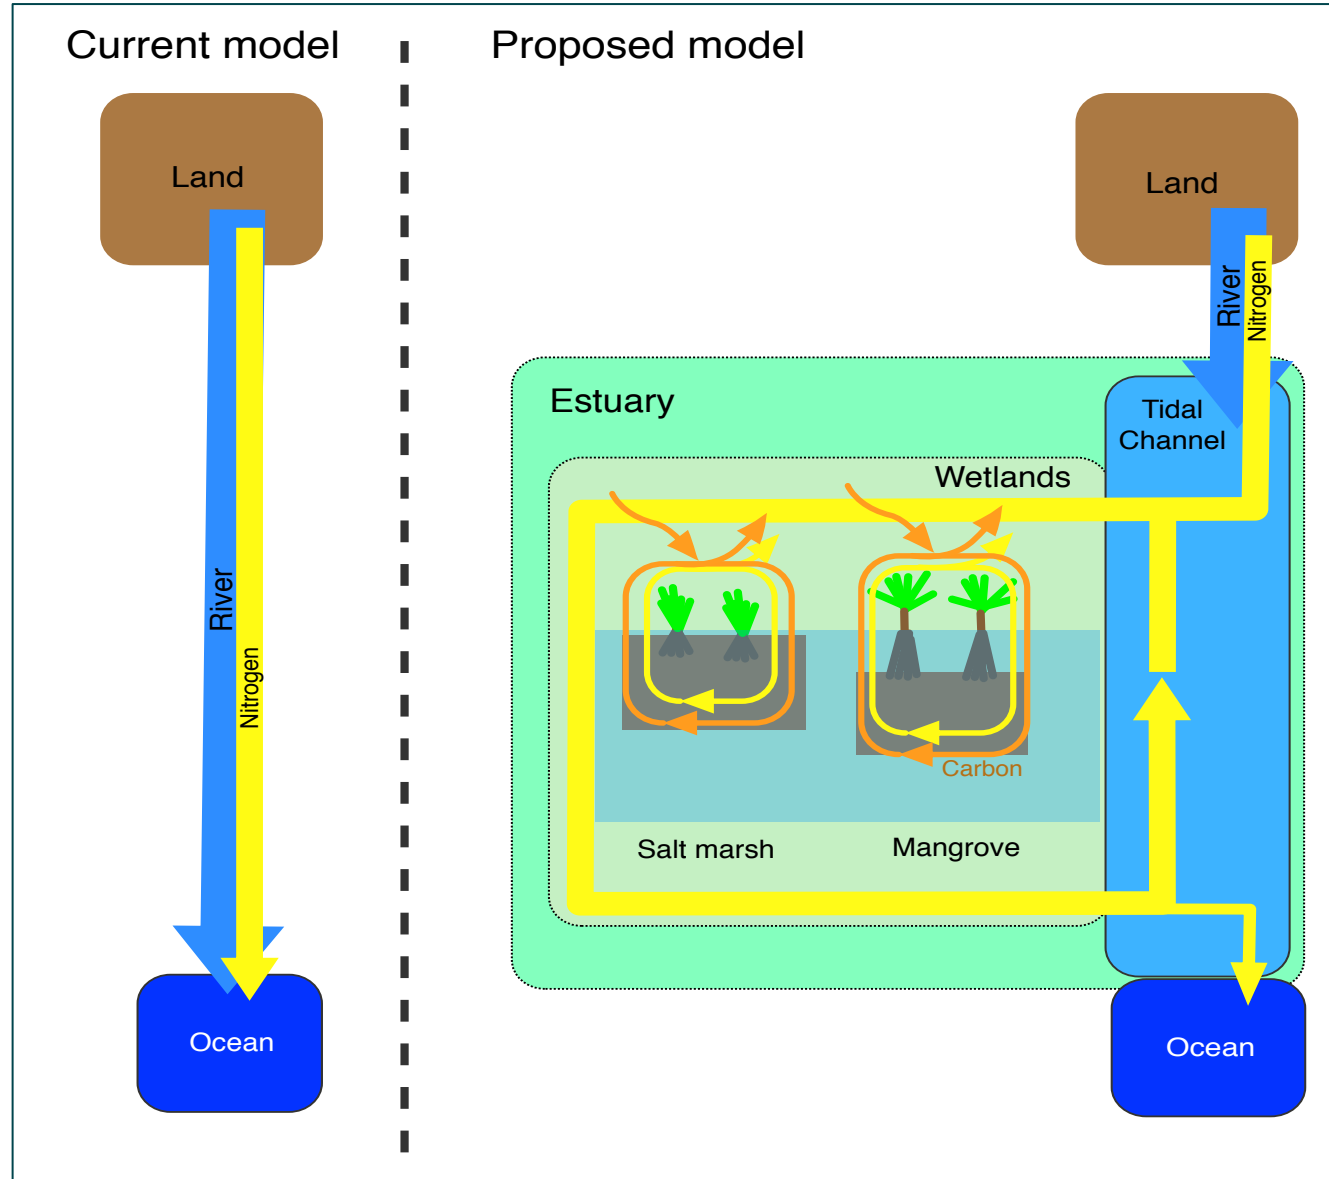 Current model
Land
River
Nitrogen
Ocean
Proposed model
Land
River
Nitrogen
Estuary
Tidal
Channel
Wetlands
Carbon
Salt marsh
Mangrove
Ocean